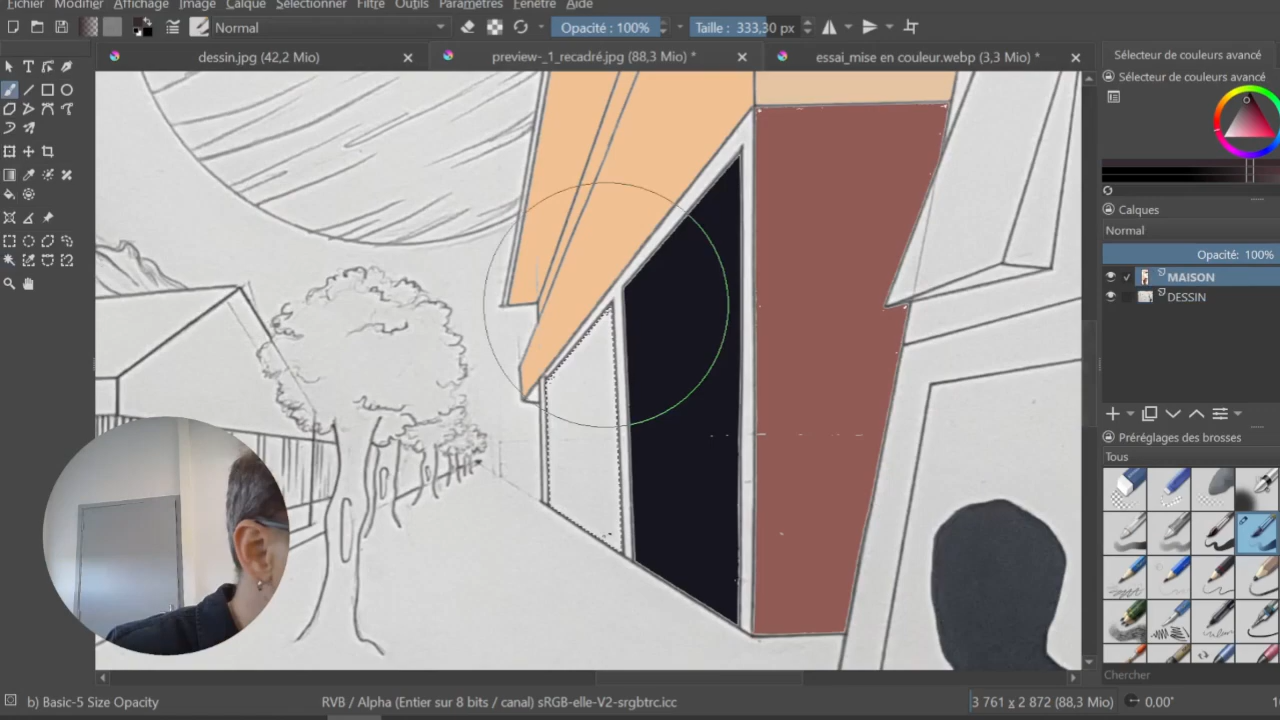 Fichier Modifier Affichage Image Calque Sélectionner Filtre Outils Paramètres Fenêtre Aide
Normal Opacité : 100% Taille : 333,30 px
dessin.jpg (42,2 Mio) preview-_1_recadré.jpg (88,3 Mio) * essai_mise en couleur.webp (3,3 Mio) *
Sélecteur de couleurs avancé
Sélecteur de couleurs avancé
Calques
Normal
Opacité: 100%
MAISON
DESSIN
Préréglages des brosses
Tous
Chercher
b) Basic-5 Size Opacity RVB / Alpha (Entier sur 8 bits / canal) sRGB-elle-V2-srgbtrc.icc 3 761 x 2 872 (88,3 Mio) 0.00°